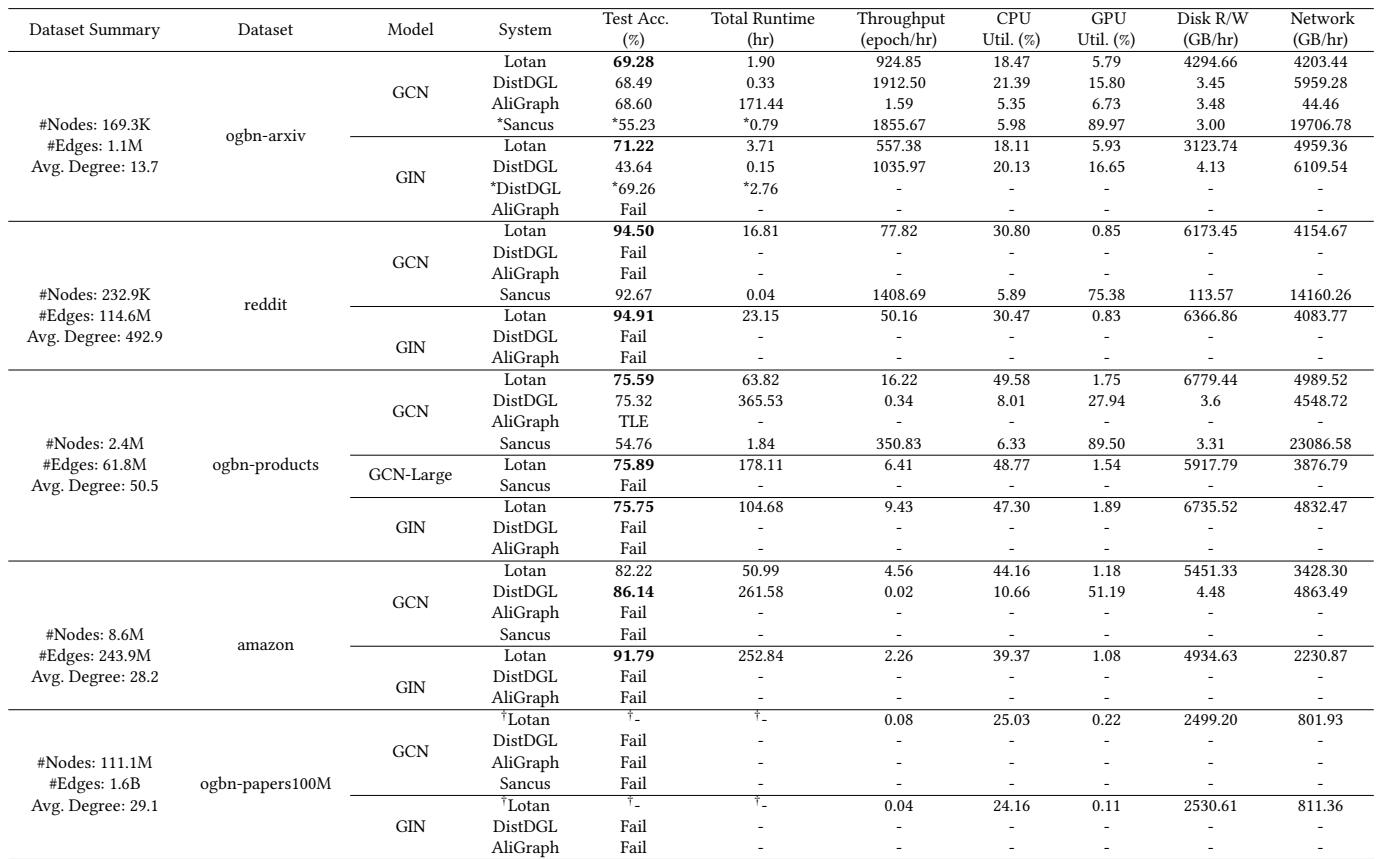 Dataset Summary Dataset Model System Test Acc. (%) Total Runtime (hr) Throughput (epoch/hr) CPU Util. (%) GPU Util. (%) Disk R/W (GB/hr) Network (GB/hr)
#Nodes: 169.3K
#Edges: 1.1M
Avg. Degree: 13.7
ogbn-arxiv
GCN
Lotan 69.28 1.90 924.85 18.47 5.79 4294.66 4203.44
DistDGL 68.49 0.33 1912.50 21.39 15.80 3.45 5959.28
AliGraph 68.60 171.44 1.59 5.35 6.73 3.48 44.46
*Sancus *55.23 *0.79 1855.67 5.98 89.97 3.00 19706.78
GIN
Lotan 71.22 3.71 557.38 18.11 5.93 3123.74 4959.36
DistDGL 43.64 0.15 1035.97 20.13 16.65 4.13 6109.54
*DistDGL *69.26 *2.76 - - - - -
AliGraph Fail - - - - - -
#Nodes: 232.9K
#Edges: 114.6M
Avg. Degree: 492.9
reddit
GCN
Lotan 94.50 16.81 77.82 30.80 0.85 6173.45 4154.67
DistDGL Fail - - - - - -
AliGraph Fail - - - - - -
Sancus 92.67 0.04 1408.69 5.89 75.38 113.57 14160.26
GIN
Lotan 94.91 23.15 50.16 30.47 0.83 6366.86 4083.77
DistDGL Fail - - - - - -
AliGraph Fail - - - - - -
#Nodes: 2.4M
#Edges: 61.8M
Avg. Degree: 50.5
ogbn-products
GCN
Lotan 75.59 63.82 16.22 49.58 1.75 6779.44 4989.52
DistDGL 75.32 365.53 0.34 8.01 27.94 3.6 4548.72
AliGraph TLE - - - - - -
Sancus 54.76 1.84 350.83 6.33 89.50 3.31 23086.58
GCN-Large
Lotan 75.89 178.11 6.41 48.77 1.54 5917.79 3876.79
Sancus Fail - - - - - -
GIN
Lotan 75.75 104.68 9.43 47.30 1.89 6735.52 4832.47
DistDGL Fail - - - - - -
AliGraph Fail - - - - - -
#Nodes: 8.6M
#Edges: 243.9M
Avg. Degree: 28.2
amazon
GCN
Lotan 82.22 50.99 4.56 44.16 1.18 5451.33 3428.30
DistDGL 86.14 261.58 0.02 10.66 51.19 4.48 4863.49
AliGraph Fail - - - - - -
Sancus Fail - - - - - -
GIN
Lotan 91.79 252.84 2.26 39.37 1.08 4934.63 2230.87
DistDGL Fail - - - - - -
AliGraph Fail - - - - - -
#Nodes: 111.1M
#Edges: 1.6B
Avg. Degree: 29.1
ogbn-papers100M
GCN
†Lotan †- †- 0.08 25.03 0.22 2499.20 801.93
DistDGL Fail - - - - - -
AliGraph Fail - - - - - -
Sancus Fail - - - - - -
GIN
†Lotan †- †- 0.04 24.16 0.11 2530.61 811.36
DistDGL Fail - - - - - -
AliGraph Fail - - - - - -